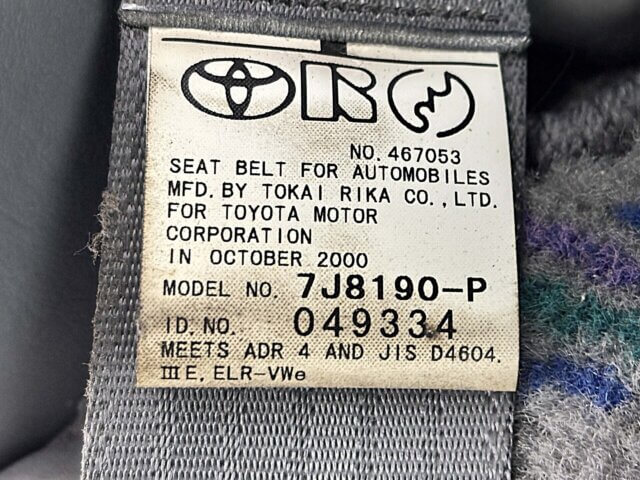 NO. 467053
SEAT BELT FOR AUTOMOBILES
MFD. BY TOKAI RIKA CO., LTD.
FOR TOYOTA MOTOR
CORPORATION
IN OCTOBER 2000
MODEL NO. 7J8190-P
ID. NO. 049334
MEETS ADR 4 AND JIS D4604.
III E, ELR-VWe